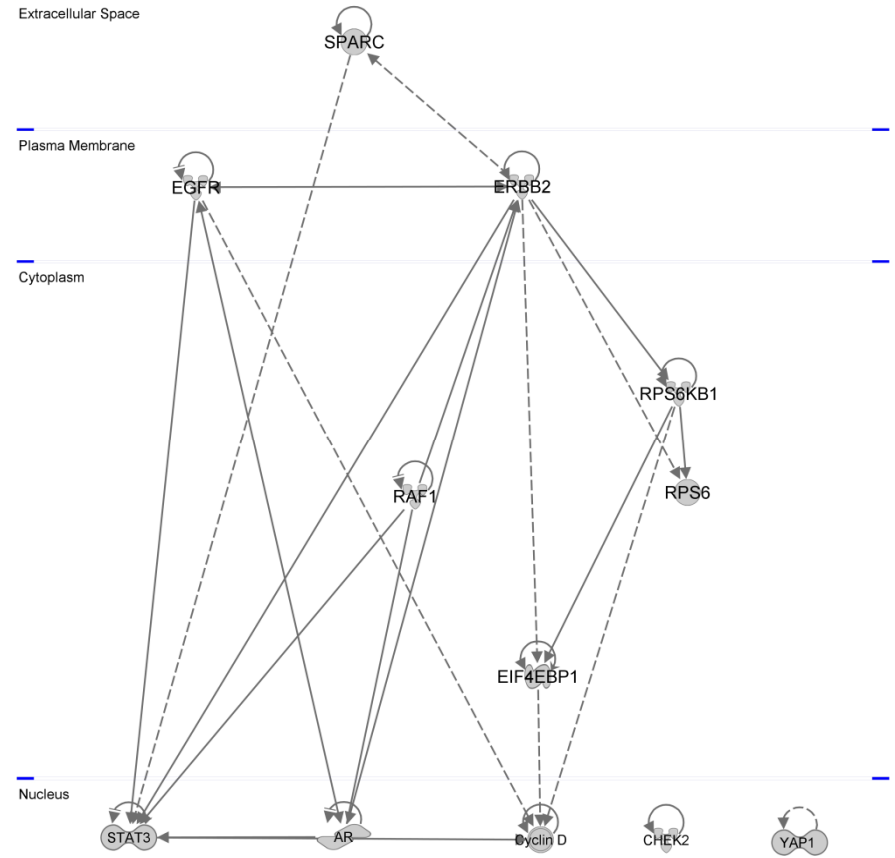 Extracellular Space
SPARC
Plasma Membrane
EGFR
ERBB2
Cytoplasm
RPS6KB1
RAF1
RPS6
EIF4EBP1
Nucleus
STAT3
AR
Cyclin D
CHEK2
YAP1